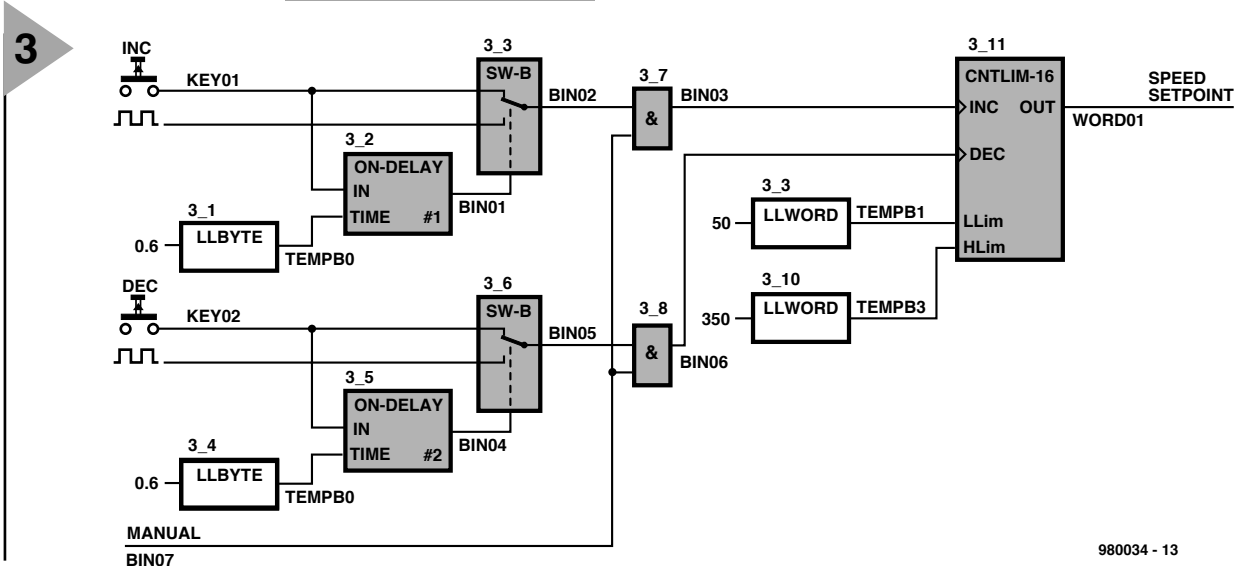 3
INC
KEY01
3_3
SW-B
BIN02
3_7
&
BIN03
3_11
CNTLIM-16
INC OUT
DEC
LLim
HLim
SPEED
SETPOINT
WORD01
3_2
ON-DELAY
IN
TIME #1
BIN01
3_1
LLBYTE
0.6
TEMPB0
3_3
LLWORD
50
TEMPB1
3_10
LLWORD
350
TEMPB3
DEC
KEY02
3_6
SW-B
BIN05
3_8
&
BIN06
3_5
ON-DELAY
IN
TIME #2
BIN04
3_4
LLBYTE
0.6
TEMPB0
MANUAL
BIN07
980034 - 13